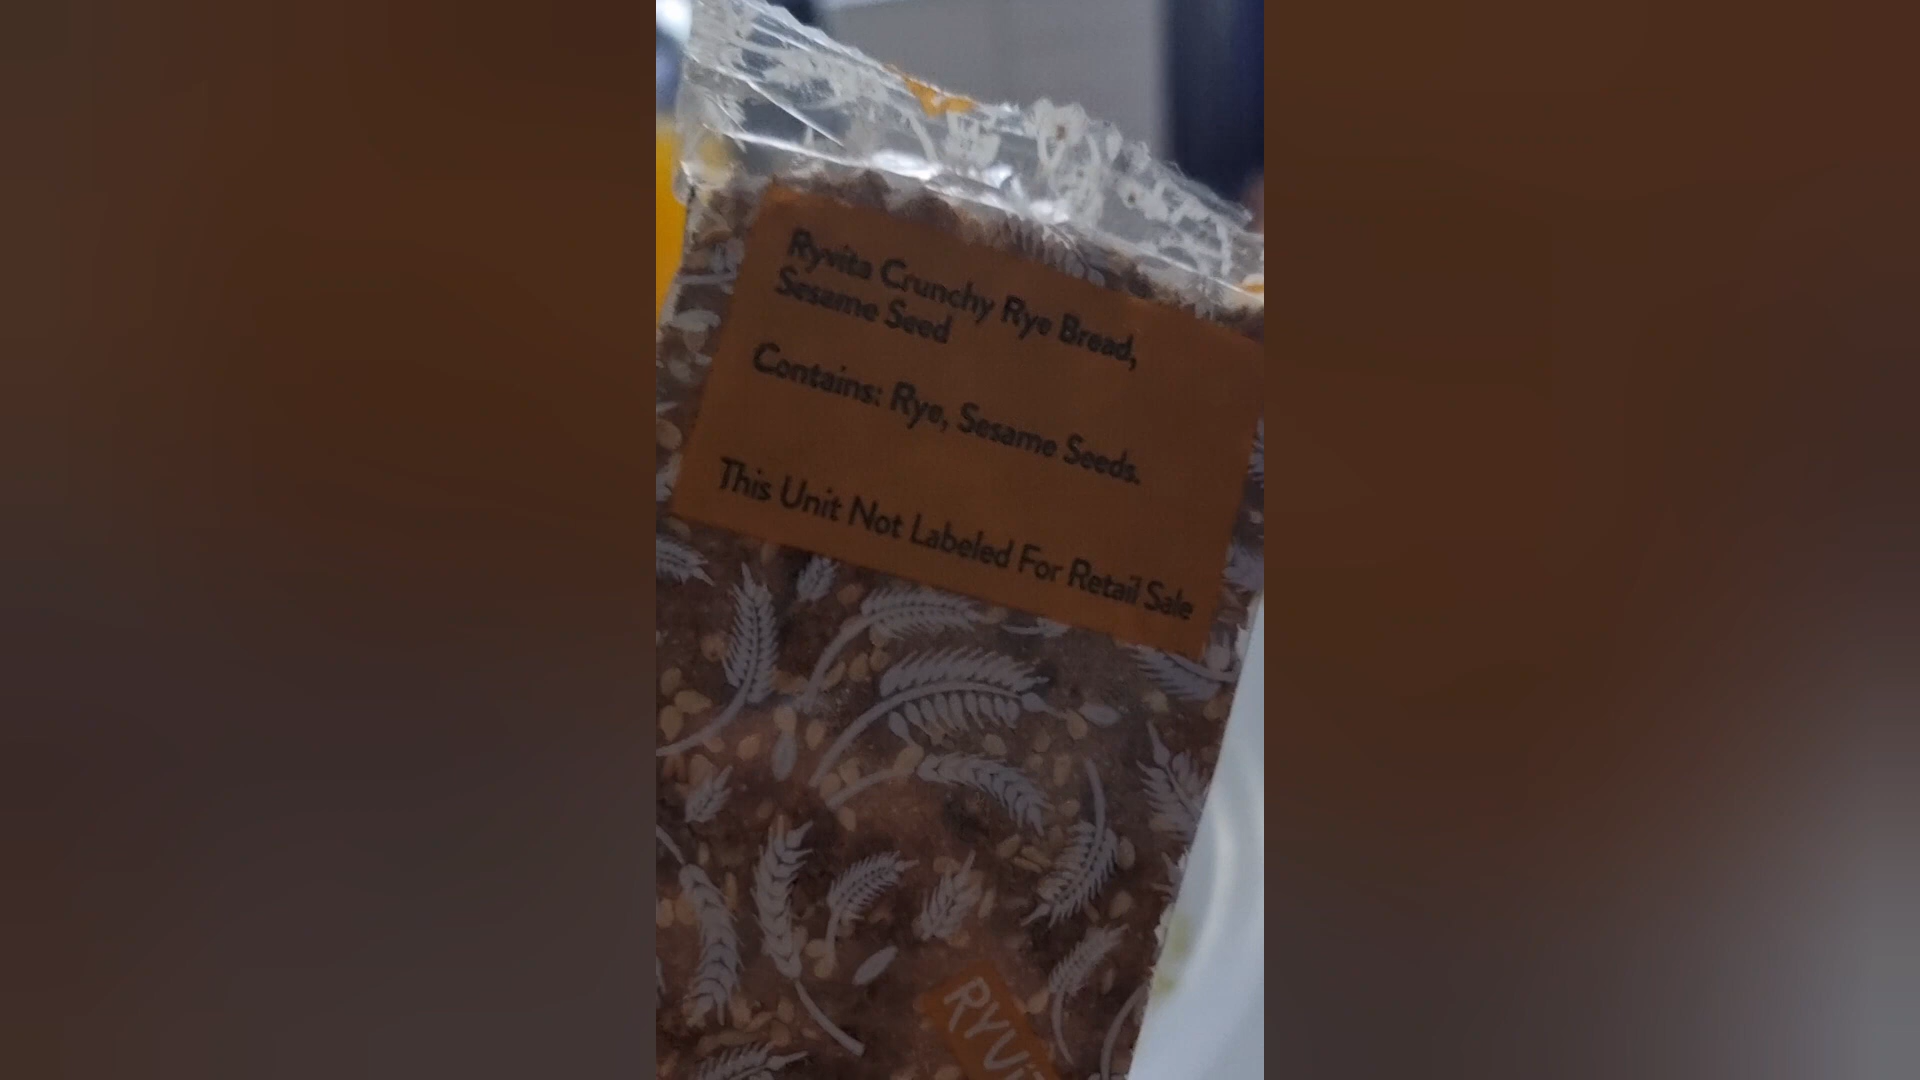 Ryvita Crunchy Rye Bread,
Sesame Seed
Contains: Rye, Sesame Seeds.
This Unit Not Labeled For Retail Sale